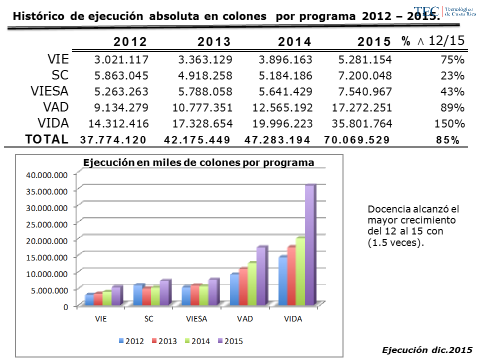 Histórico de ejecución absoluta en colones por programa 2012 – 2015.
TEC Tecnológico de Costa Rica
2012 2013 2014 2015 % ∧ 12/15
VIE 3.021.117 3.363.129 3.896.163 5.281.154 75%
SC 5.863.045 4.918.258 5.184.186 7.200.048 23%
VIESA 5.263.263 5.788.058 5.641.429 7.540.967 43%
VAD 9.134.279 10.777.351 12.565.192 17.272.251 89%
VIDA 14.312.416 17.328.654 19.996.223 35.801.764 150%
TOTAL 37.774.120 42.175.449 47.283.194 70.069.529 85%
Ejecución en miles de colones por programa
40.000.000
35.000.000
30.000.000
25.000.000
20.000.000
15.000.000
10.000.000
5.000.000
0
VIE SC VIESA VAD VIDA
2012 2013 2014 2015
Docencia alcanzó el
mayor crecimiento
del 12 al 15 con
(1.5 veces).
Ejecución dic.2015